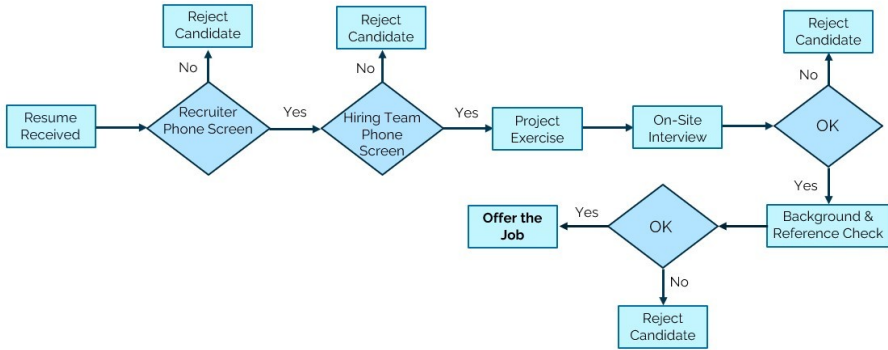 Reject
Candidate
Reject
Candidate
Reject
Candidate
No
No
No
Resume
Received
Recruiter
Phone Screen
Yes
Hiring Team
Phone
Screen
Yes
Project
Exercise
On-Site
Interview
OK
Yes
Offer the
Job
Yes
OK
Background &
Reference Check
No
Reject
Candidate